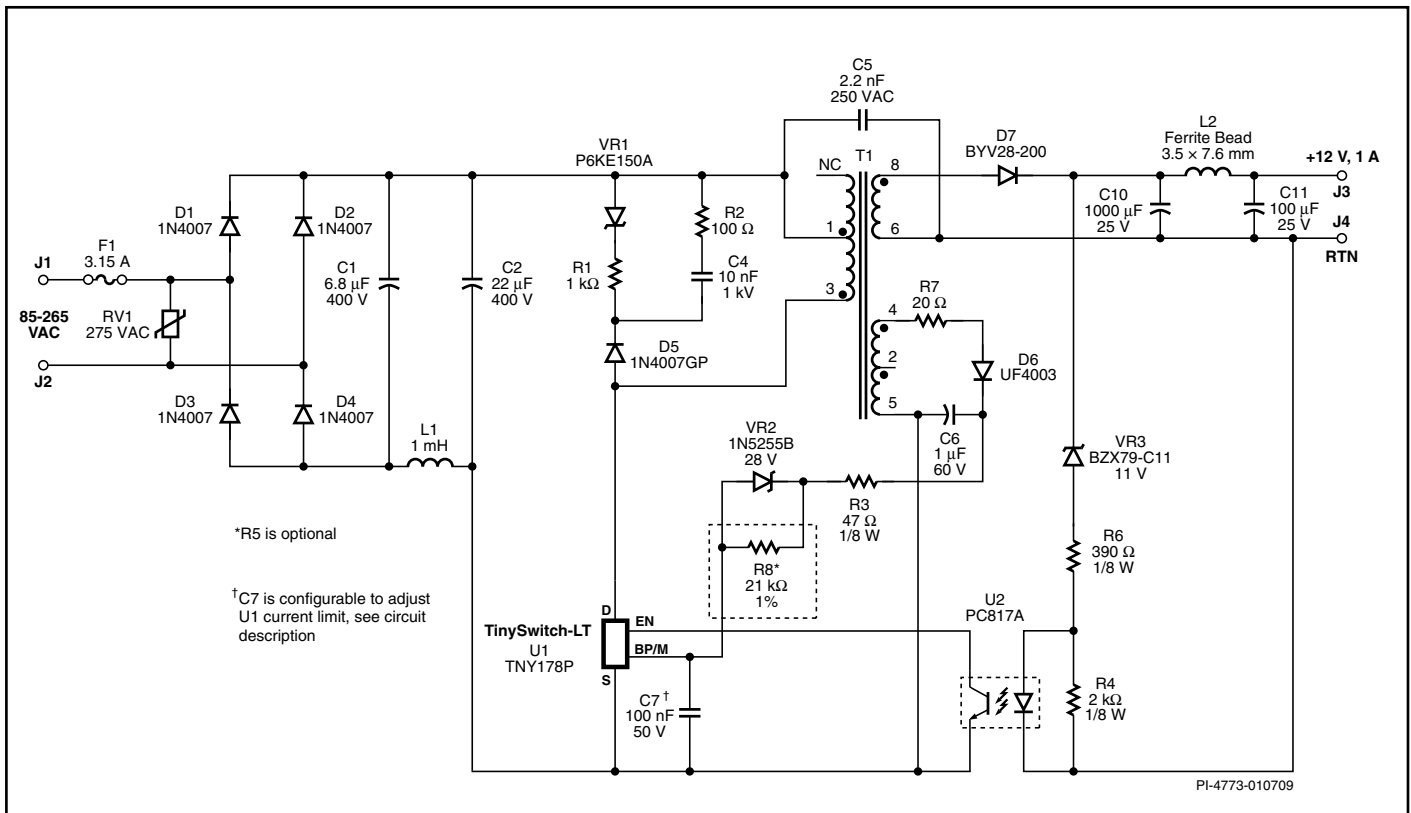 C5
2.2 nF
250 VAC
VR1
P6KE150A
NC
T1
8
D7
BYV28-200
L2
Ferrite Bead
3.5 × 7.6 mm
+12 V, 1 A
J3
C10
1000 µF
25 V
C11
100 µF
25 V
J4
RTN
6
1
3
D1
1N4007
D2
1N4007
F1
3.15 A
J1
85-265
VAC
RV1
275 VAC
J2
C1
6.8 µF
400 V
C2
22 µF
400 V
R2
100 Ω
R1
1 kΩ
C4
10 nF
1 kV
D5
1N4007GP
R7
20 Ω
4
2
5
D6
UF4003
D3
1N4007
D4
1N4007
L1
1 mH
C6
1 µF
60 V
VR2
1N5255B
28 V
R3
47 Ω
1/8 W
VR3
BZX79-C11
11 V
*R5 is optional
R8*
21 kΩ
1%
R6
390 Ω
1/8 W
†C7 is configurable to adjust
U1 current limit, see circuit
description
D
EN
TinySwitch-LT
BP/M
U1
TNY178P
S
C7†
100 nF
50 V
U2
PC817A
R4
2 kΩ
1/8 W
PI-4773-010709